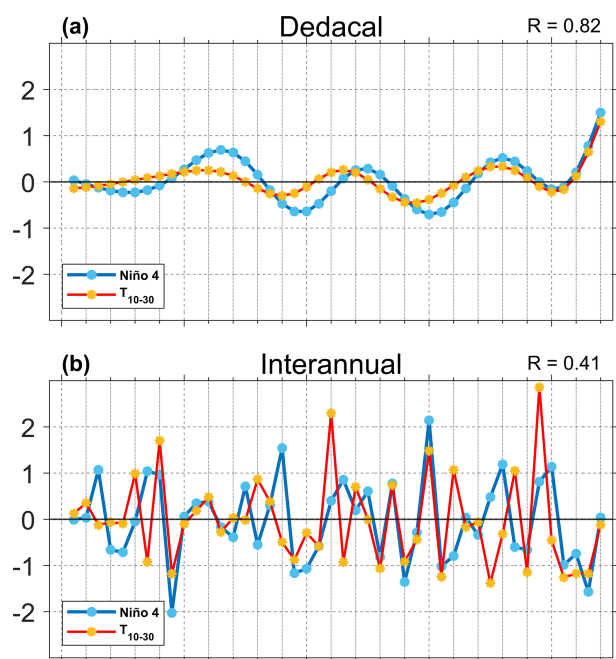 (a) Dedacal R = 0.82
2
1
0
-1
-2
Niño 4
T10-30
(b) Interannual R = 0.41
2
1
0
-1
-2
Niño 4
T10-30